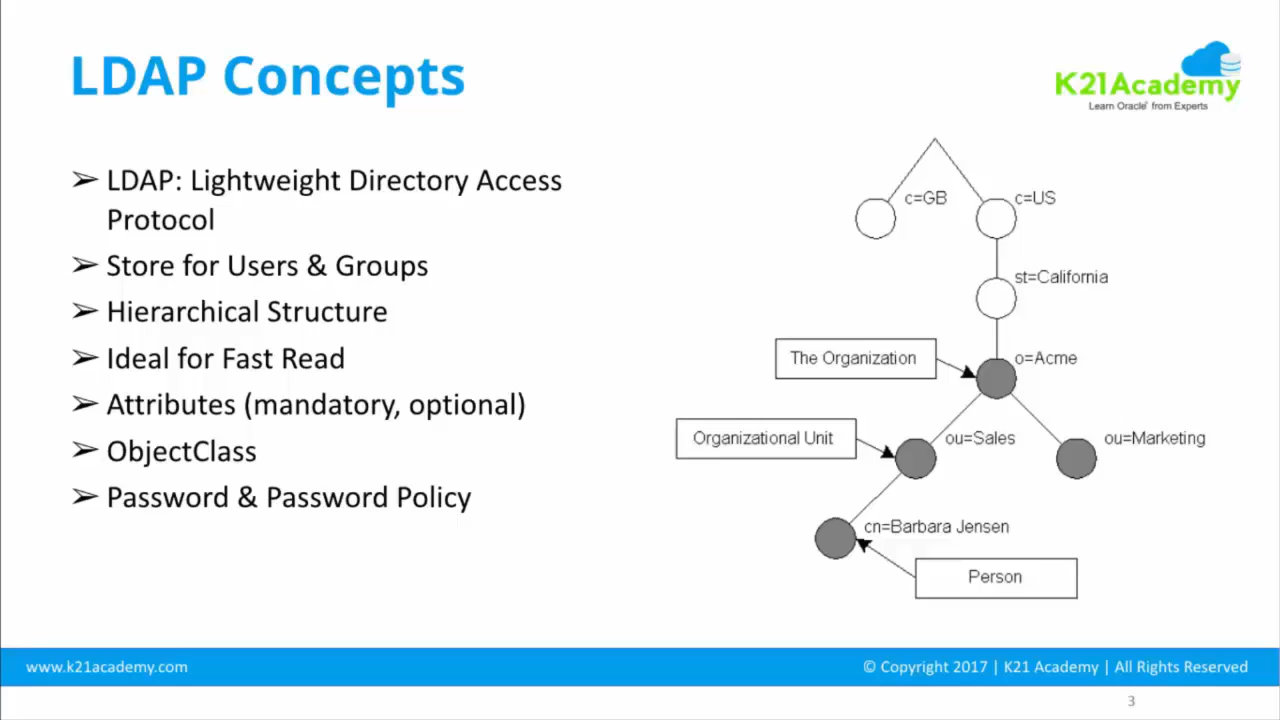 LDAP Concepts
K21Academy
Learn Oracle' from Experts
➢ LDAP: Lightweight Directory Access
Protocol
➢ Store for Users & Groups
➢ Hierarchical Structure
➢ Ideal for Fast Read
➢ Attributes (mandatory, optional)
➢ ObjectClass
➢ Password & Password Policy
c=GB
c=US
st=California
The Organization
o=Acme
Organizational Unit
ou=Sales
ou=Marketing
cn=Barbara Jensen
Person
www.k21academy.com
© Copyright 2017 | K21 Academy | All Rights Reserved
3